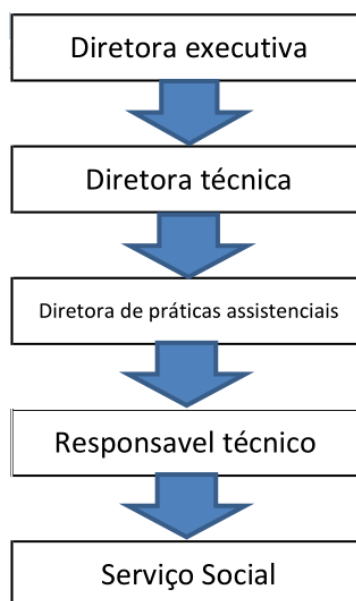 Diretora executiva
Diretora técnica
Diretora de práticas assistenciais
Responsavel técnico
Serviço Social